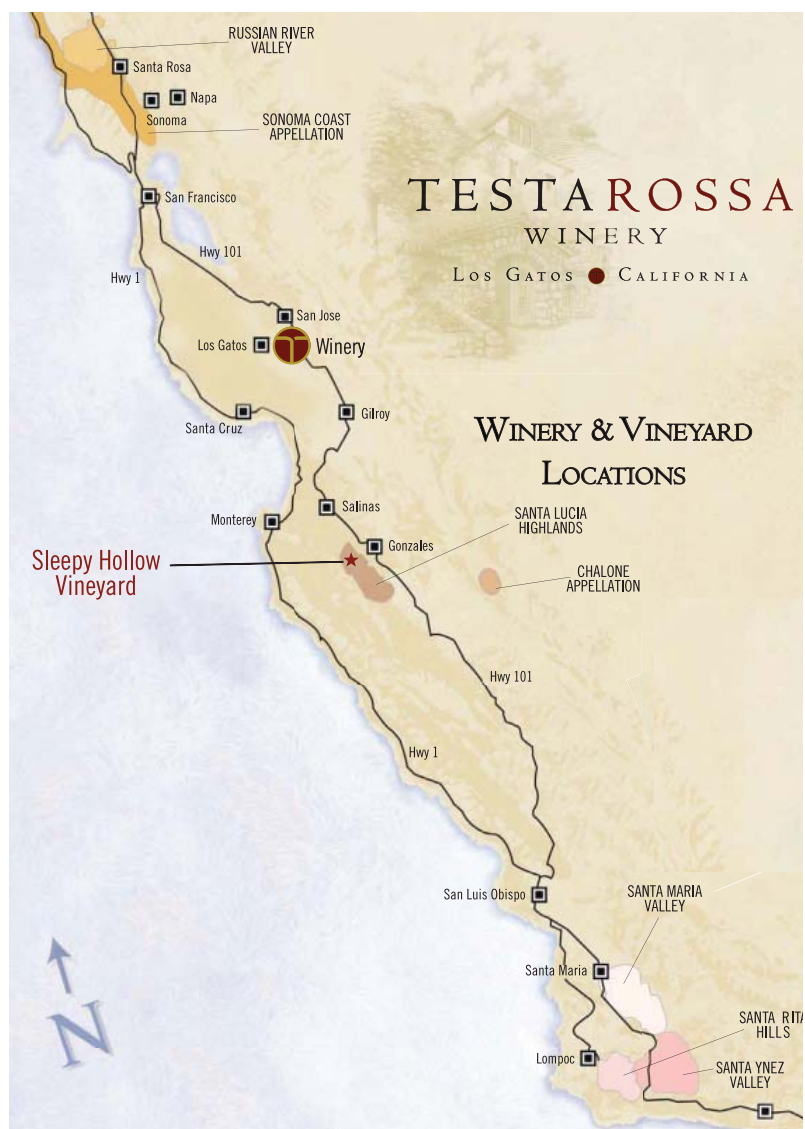 RUSSIAN RIVER
VALLEY
Santa Rosa
Napa
Sonoma
SONOMA COAST
APPELLATION
San Francisco
TESTAROSSA
WINERY
LOS GATOS CALIFORNIA
Hwy 101
Hwy 1
San Jose
Los Gatos
Winery
Santa Cruz
Gilroy
WINERY & VINEYARD
LOCATIONS
Salinas
Monterey
SANTA LUCIA
HIGHLANDS
Gonzales
Sleepy Hollow
Vineyard
CHALONE
APPELLATION
Hwy 101
Hwy 1
San Luis Obispo
SANTA MARIA
VALLEY
Santa Maria
N
SANTA RITA
HILLS
Lompoc
SANTA YNEZ
VALLEY